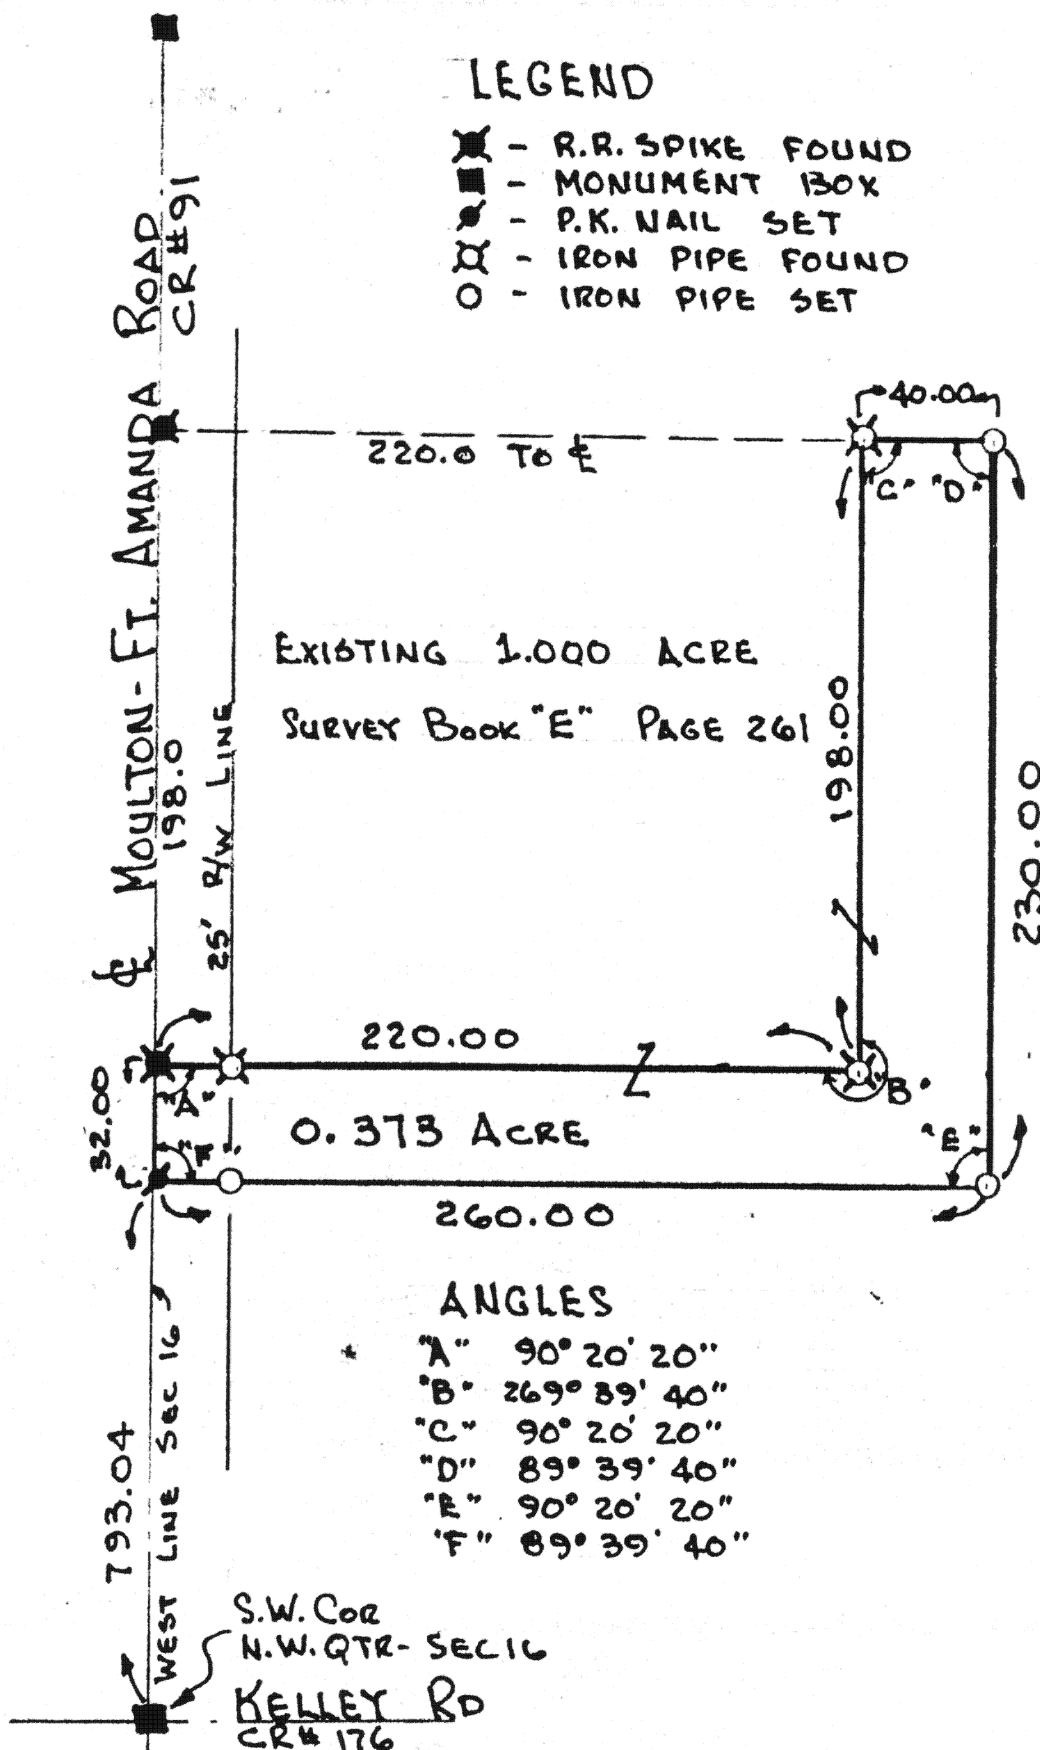 LEGEND
- R.R. SPIKE FOUND
- MONUMENT BOX
- P.K. NAIL SET
- IRON PIPE FOUND
- IRON PIPE SET
℄ MOULTON-FT. AMANDA ROAD
CR#91
40.00
220.0 TO ℄
"C" "D"
EXISTING 1.000 ACRE
SURVEY BOOK "E" PAGE 261
198.0
25' R/W LINE
198.00
230.00
220.00
"A"
"B"
32.00
0.373 ACRE
"F"
"E"
260.00
ANGLES
"A" 90° 20' 20"
"B" 269° 39' 40"
"C" 90° 20' 20"
"D" 89° 39' 40"
"E" 90° 20' 20"
"F" 89° 39' 40"
793.04
WEST LINE SEC 16
S.W. COR
N.W. QTR- SEC 16
KELLEY RD
CR# 176